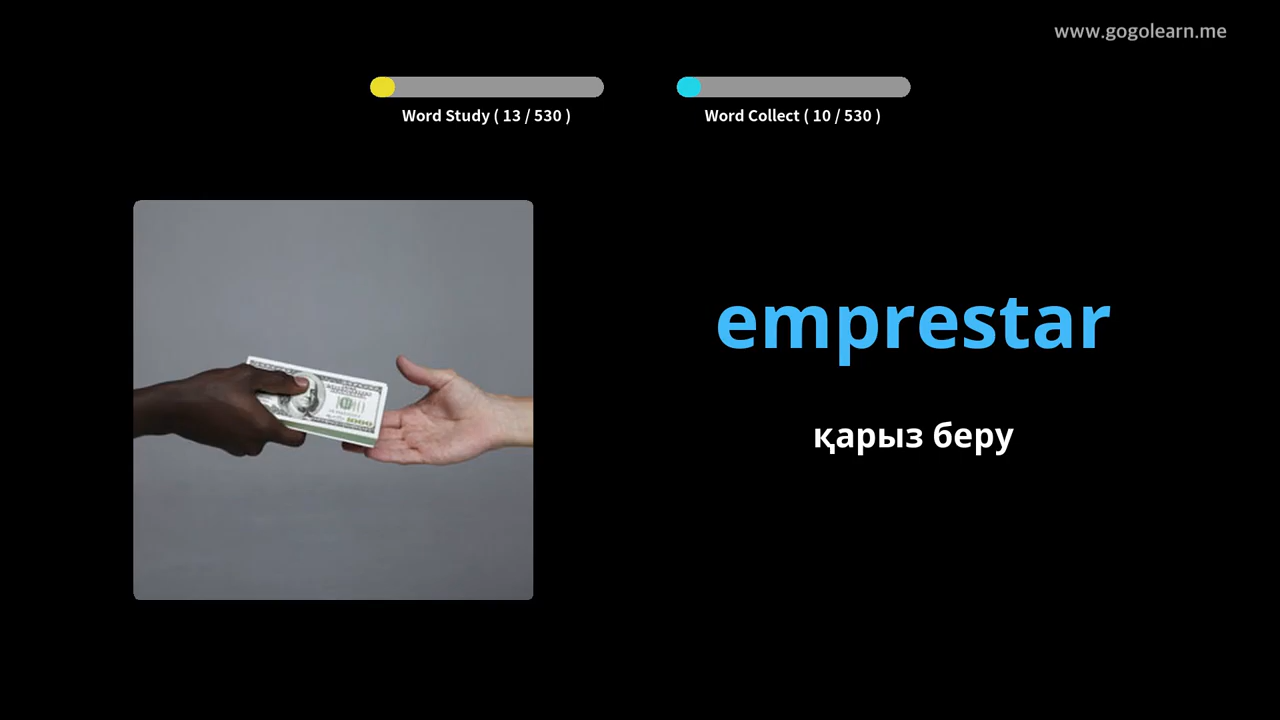 www.gogolearn.me
Word Study ( 13 / 530 )
Word Collect ( 10 / 530 )
emprestar
қарыз беру